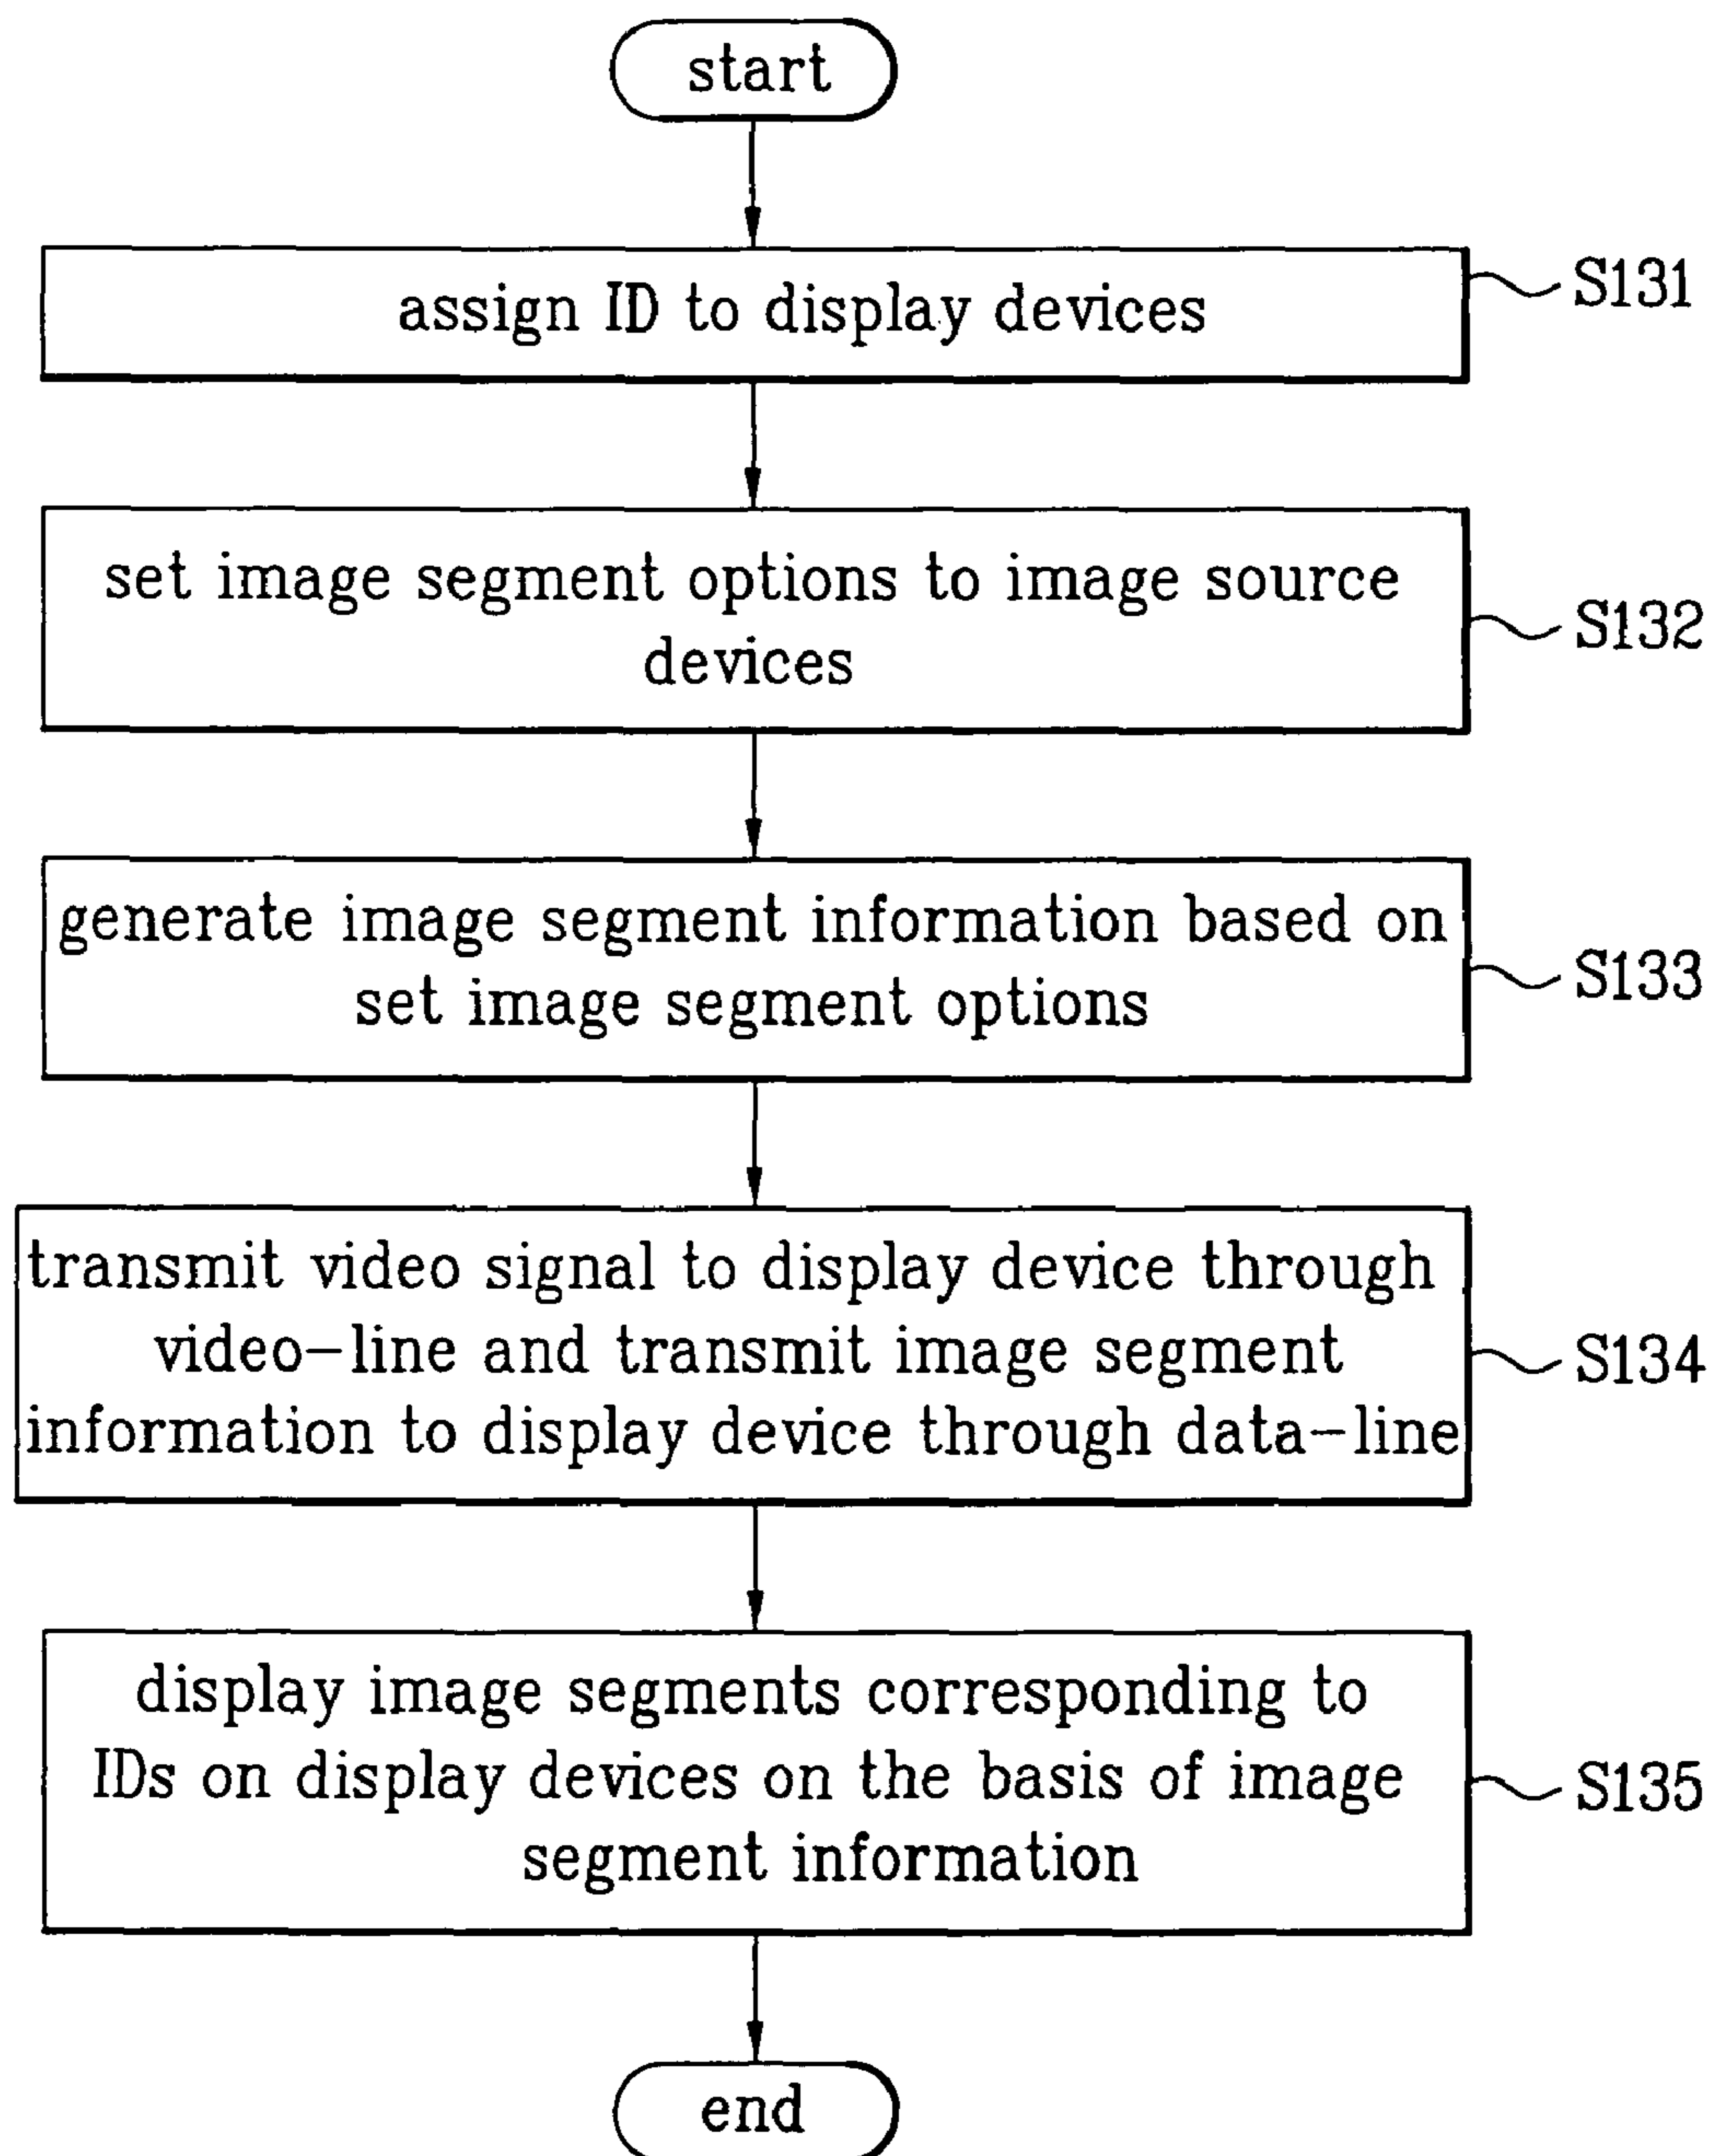 start
assign ID to display devices
S131
set image segment options to image source
devices
S132
generate image segment information based on
set image segment options
S133
transmit video signal to display device through
video-line and transmit image segment
information to display device through data-line
S134
display image segments corresponding to
IDs on display devices on the basis of image
segment information
S135
end